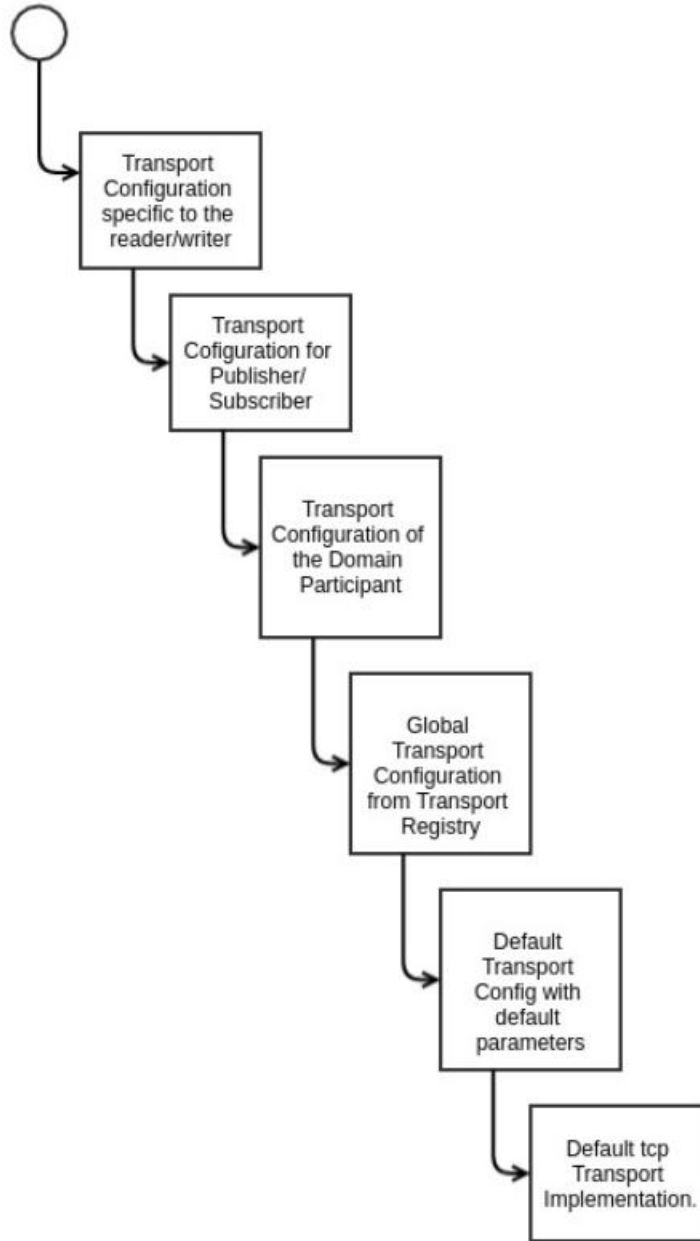 Transport
Configuration
specific to the
reader/writer
Transport
Cofiguration for
Publisher/
Subscriber
Transport
Configuration of
the Domain
Participant
Global
Transport
Configuration
from Transport
Registry
Default
Transport
Config with
default
parameters
Default tcp
Transport
Implementation.